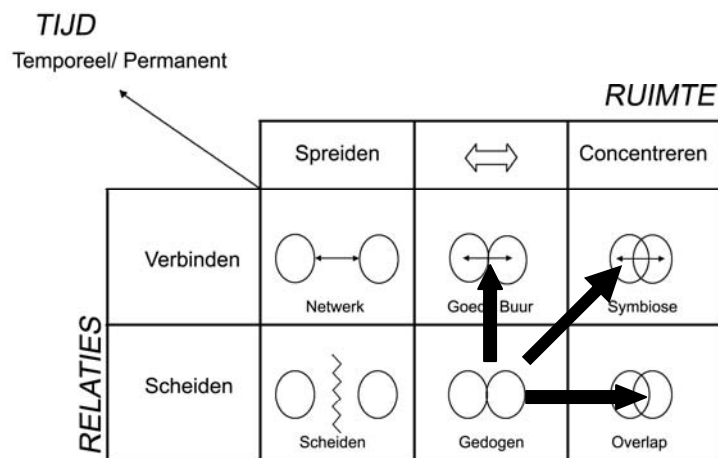 TIJD
Temporeel/ Permanent
RUIMTE
Spreiden
Concentreren
Verbinden
Netwerk
Goede Buur
Symbiose
RELATIES
Scheiden
Scheiden
Gedogen
Overlap